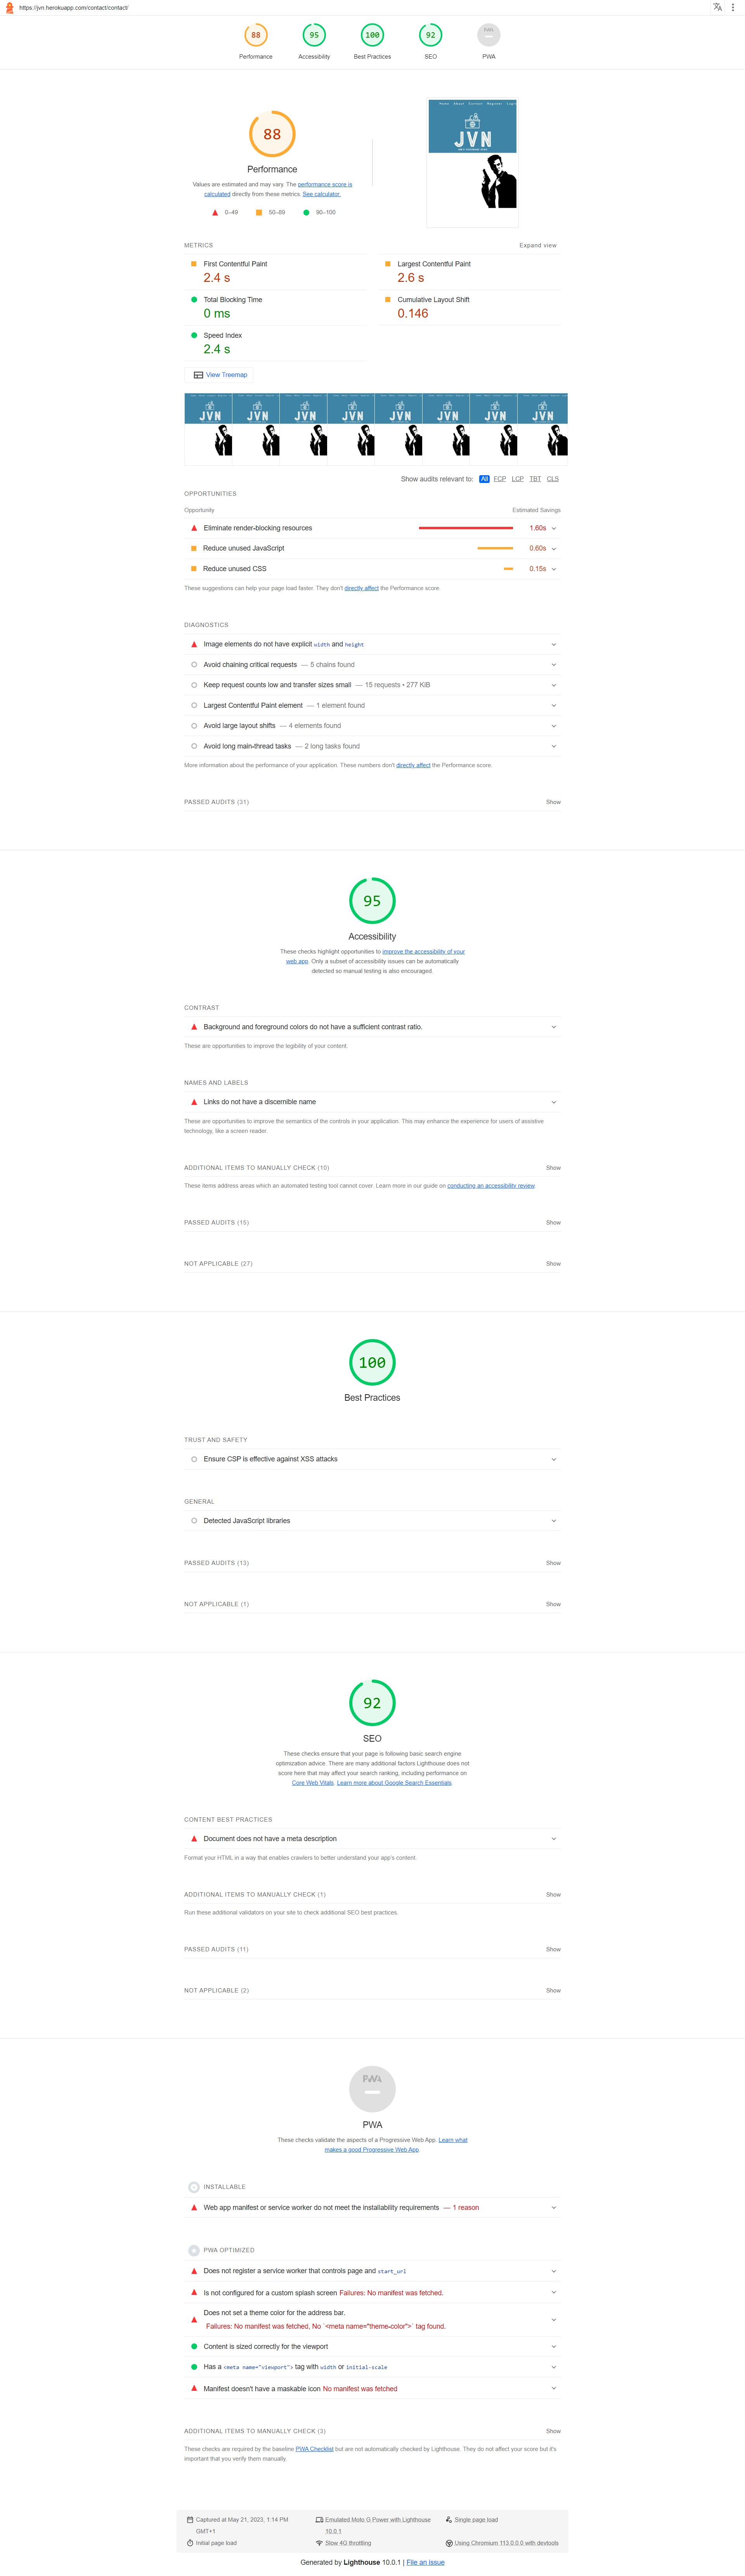 https://jvn.herokuapp.com/contact/contact/
88
95
100
92
PWA
Performance
Accessibility
Best Practices
SEO
PWA
88
Performance
Values are estimated and may vary. The performance score is
calculated directly from these metrics. See calculator.
0–49
50–89
90–100
Home About Contact Register Login
JVN
METRICS
Expand view
First Contentful Paint
2.4 s
Largest Contentful Paint
2.6 s
Total Blocking Time
0 ms
Cumulative Layout Shift
0.146
Speed Index
2.4 s
View Treemap
JVN JVN JVN JVN JVN JVN JVN JVN
Show audits relevant to: All FCP LCP TBT CLS
OPPORTUNITIES
Opportunity
Estimated Savings
Eliminate render-blocking resources
1.60s
Reduce unused JavaScript
0.60s
Reduce unused CSS
0.15s
These suggestions can help your page load faster. They don't directly affect the Performance score.
DIAGNOSTICS
Image elements do not have explicit width and height
Avoid chaining critical requests — 5 chains found
Keep request counts low and transfer sizes small — 15 requests • 277 KiB
Largest Contentful Paint element — 1 element found
Avoid large layout shifts — 4 elements found
Avoid long main-thread tasks — 2 long tasks found
More information about the performance of your application. These numbers don't directly affect the Performance score.
PASSED AUDITS (31)
Show
95
Accessibility
These checks highlight opportunities to improve the accessibility of your
web app. Only a subset of accessibility issues can be automatically
detected so manual testing is also encouraged.
CONTRAST
Background and foreground colors do not have a sufficient contrast ratio.
These are opportunities to improve the legibility of your content.
NAMES AND LABELS
Links do not have a discernible name
These are opportunities to improve the semantics of the controls in your application. This may enhance the experience for users of assistive
technology, like a screen reader.
ADDITIONAL ITEMS TO MANUALLY CHECK (10)
Show
These items address areas which an automated testing tool cannot cover. Learn more in our guide on conducting an accessibility review.
PASSED AUDITS (15)
Show
NOT APPLICABLE (27)
Show
100
Best Practices
TRUST AND SAFETY
Ensure CSP is effective against XSS attacks
GENERAL
Detected JavaScript libraries
PASSED AUDITS (13)
Show
NOT APPLICABLE (1)
Show
92
SEO
These checks ensure that your page is following basic search engine
optimization advice. There are many additional factors Lighthouse does not
score here that may affect your search ranking, including performance on
Core Web Vitals. Learn more about Google Search Essentials.
CONTENT BEST PRACTICES
Document does not have a meta description
Format your HTML in a way that enables crawlers to better understand your app's content.
ADDITIONAL ITEMS TO MANUALLY CHECK (1)
Show
Run these additional validators on your site to check additional SEO best practices.
PASSED AUDITS (11)
Show
NOT APPLICABLE (2)
Show
PWA
PWA
These checks validate the aspects of a Progressive Web App. Learn what
makes a good Progressive Web App.
INSTALLABLE
Web app manifest or service worker do not meet the installability requirements — 1 reason
PWA OPTIMIZED
Does not register a service worker that controls page and start_url
Is not configured for a custom splash screen Failures: No manifest was fetched.
Does not set a theme color for the address bar.
Failures: No manifest was fetched, No `<meta name="theme-color">` tag found.
Content is sized correctly for the viewport
Has a <meta name="viewport"> tag with width or initial-scale
Manifest doesn't have a maskable icon No manifest was fetched
ADDITIONAL ITEMS TO MANUALLY CHECK (3)
Show
These checks are required by the baseline PWA Checklist but are not automatically checked by Lighthouse. They do not affect your score but it's
important that you verify them manually.
Captured at May 21, 2023, 1:14 PM
GMT+1
Emulated Moto G Power with Lighthouse
10.0.1
Single page load
Initial page load
Slow 4G throttling
Using Chromium 113.0.0.0 with devtools
Generated by Lighthouse 10.0.1 | File an issue